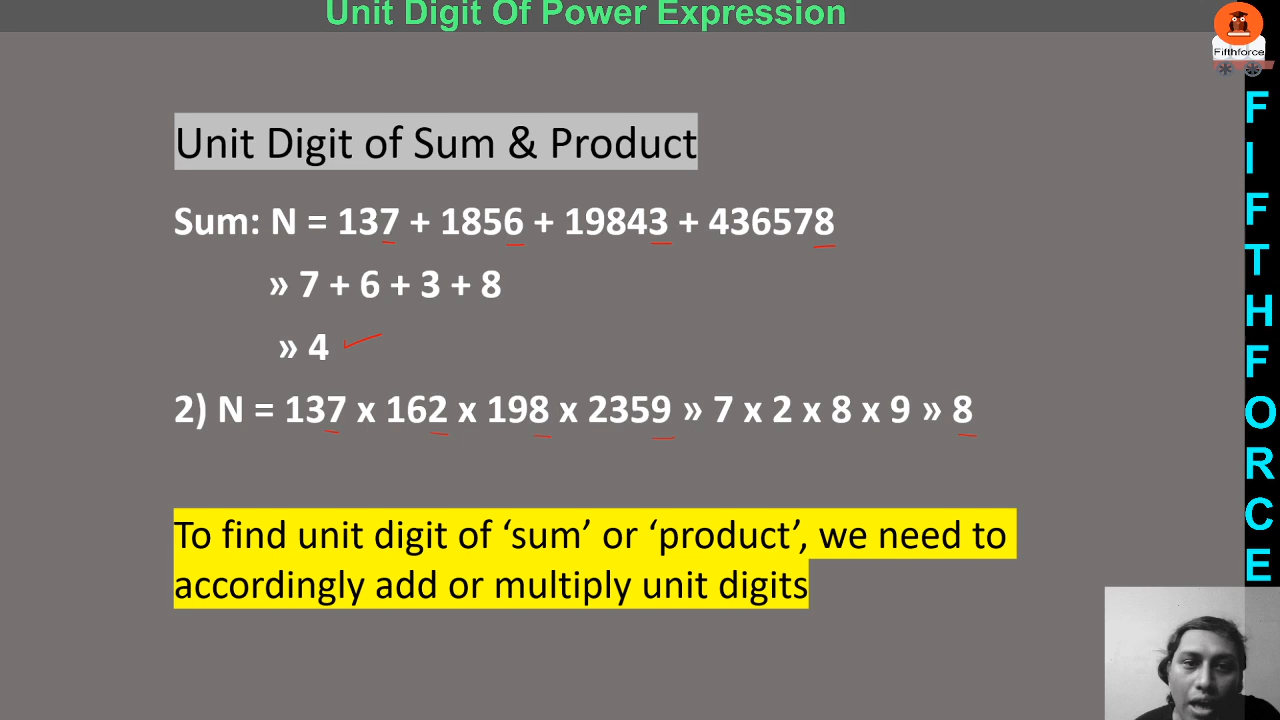 Unit Digit Of Power Expression
Fifthforce
Unit Digit of Sum & Product
Sum: N = 137 + 1856 + 19843 + 436578
» 7 + 6 + 3 + 8
» 4
2) N = 137 x 162 x 198 x 2359 » 7 x 2 x 8 x 9 » 8
To find unit digit of ‘sum’ or ‘product’, we need to
accordingly add or multiply unit digits
FIFTHFORCE